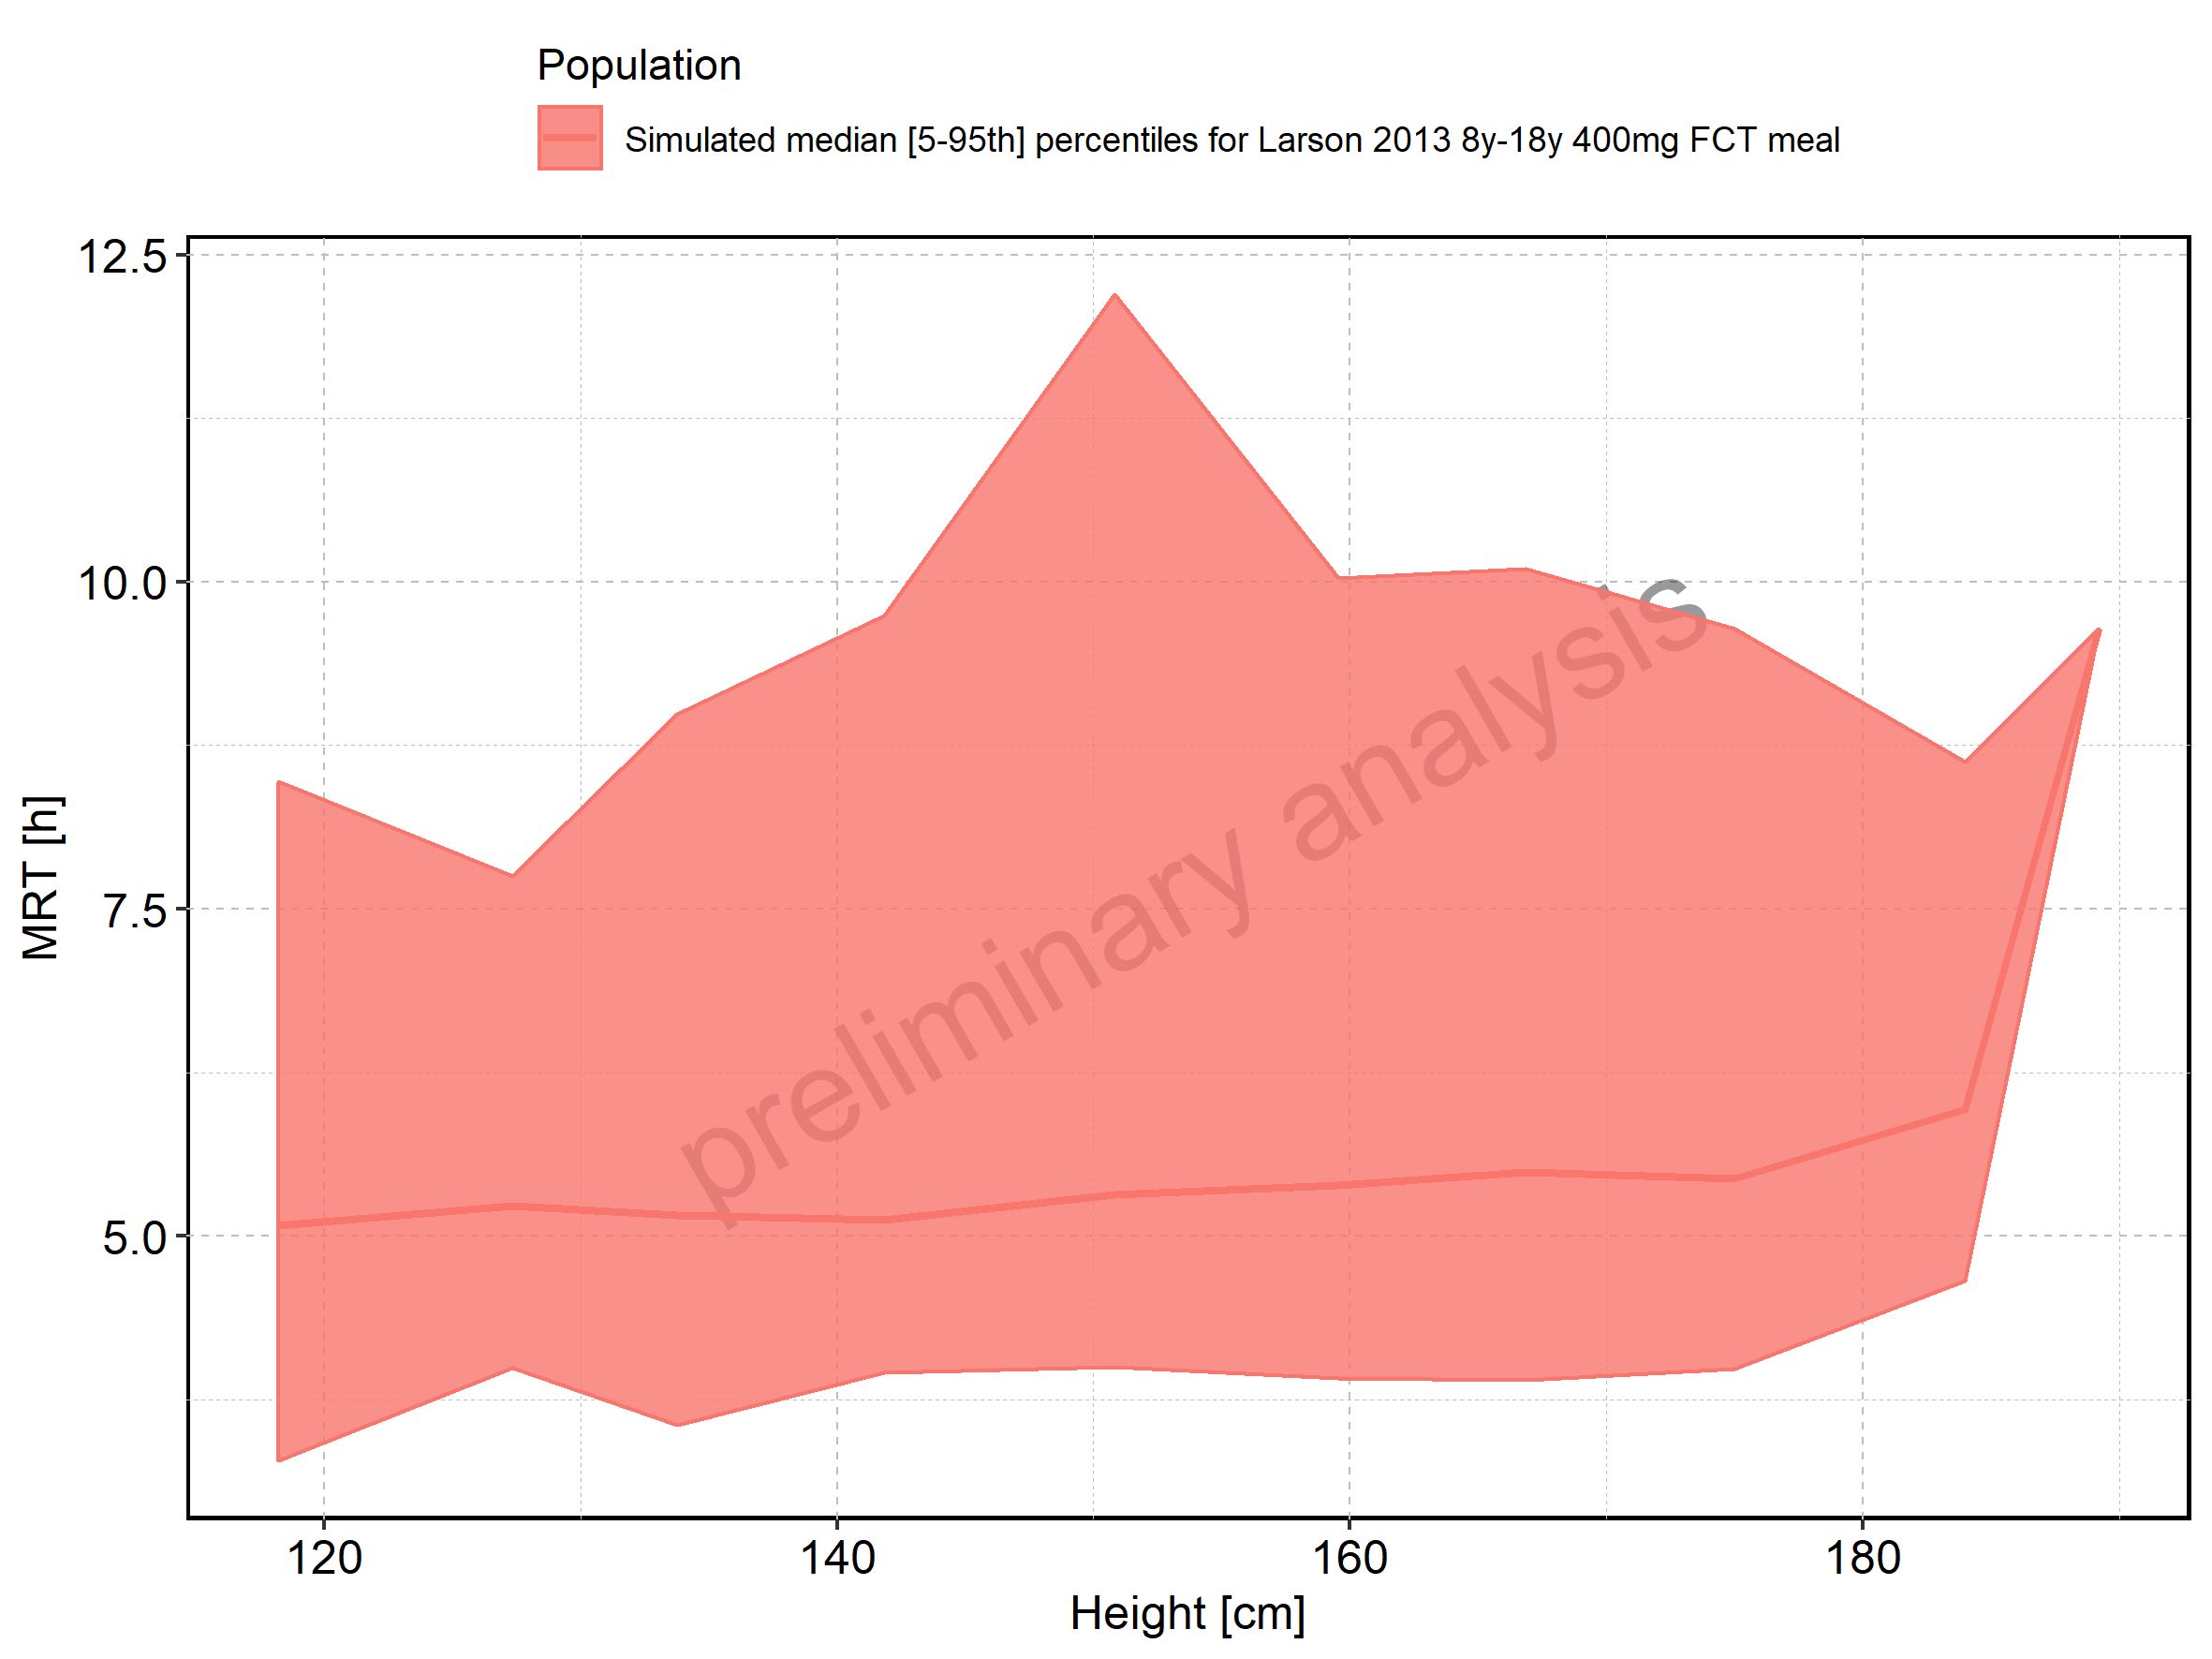 Population
Simulated median [5-95th] percentiles for Larson 2013 8y-18y 400mg FCT meal
12.5
10.0
7.5
5.0
MRT [h]
preliminary analysis
120 140 160 180
Height [cm]